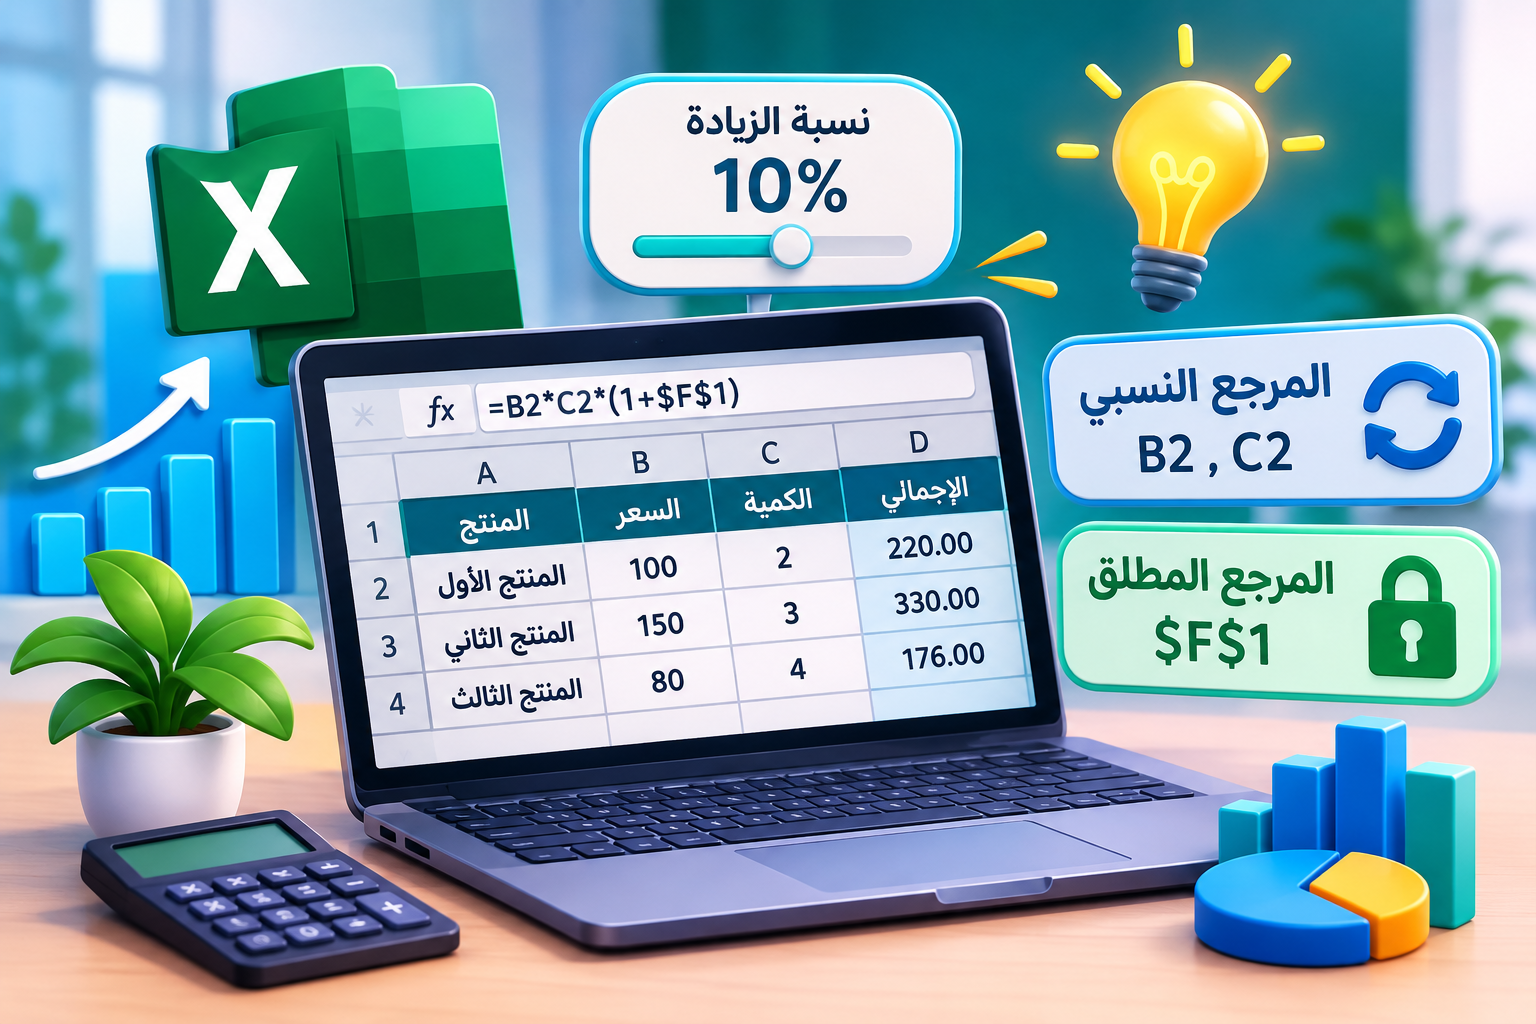 X
نسبة الزيادة
10%
fx =B2*C2*(1+$F$1)
A B C D
1 المنتج السعر الكمية الإجمالي
2 المنتج الأول 100 2 220.00
3 المنتج الثاني 150 3 330.00
4 المنتج الثالث 80 4 176.00
المرجع النسبي
B2 , C2
المرجع المطلق
$F$1